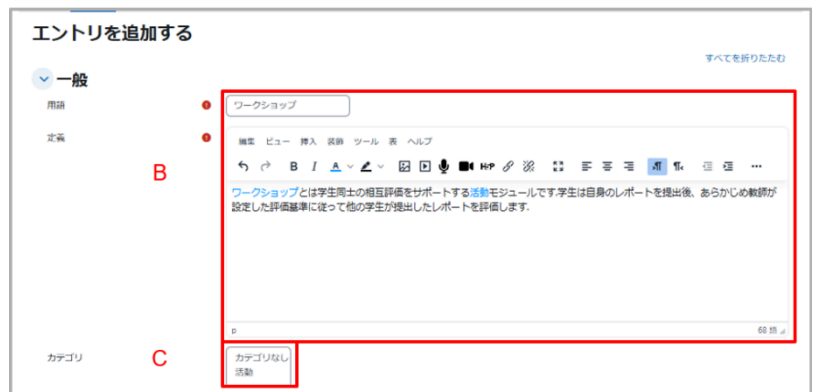 エントリを追加する
すべてを折りたたむ
一般
用語
ワークショップ
定義
編集 ビュー 挿入 装飾 ツール 表 ヘルプ
B I A H5P
B
ワークショップとは学生同士の相互評価をサポートする活動モジュールです.学生は自身のレポートを提出後、あらかじめ教師が
設定した評価基準に従って他の学生が提出したレポートを評価します.
p
68 語
カテゴリ
C
カテゴリなし
活動